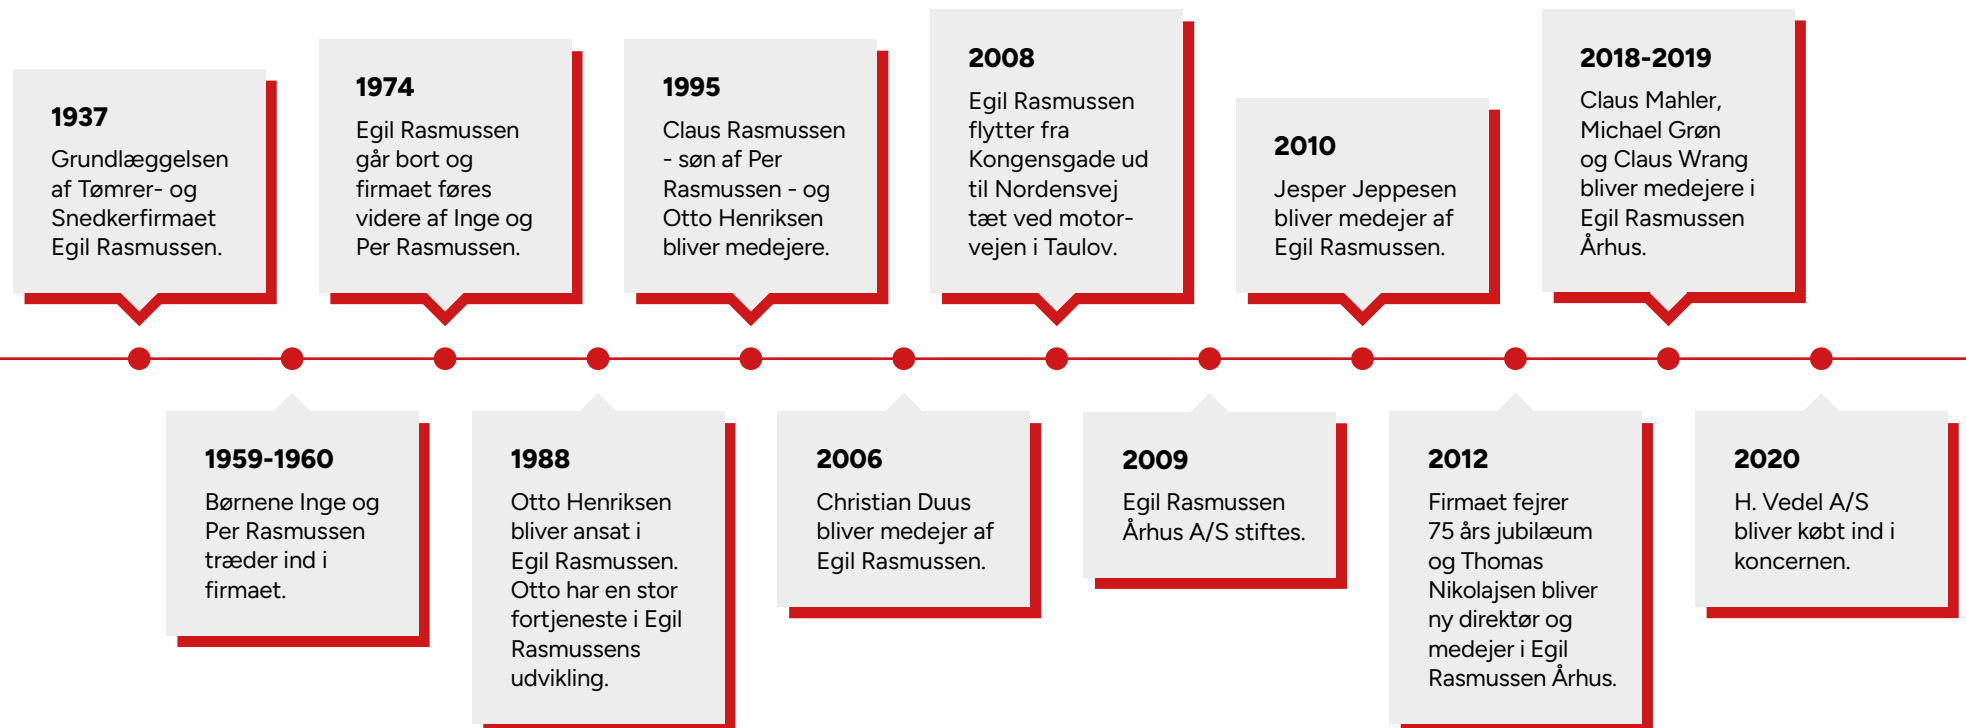 1937
Grundlæggelsen
af Tømrer- og
Snedkerfirmaet
Egil Rasmussen.
1959-1960
Børnene Inge og
Per Rasmussen
træder ind i
firmaet.
1974
Egil Rasmussen
går bort og
firmaet føres
videre af Inge og
Per Rasmussen.
1988
Otto Henriksen
bliver ansat i
Egil Rasmussen.
Otto har en stor
fortjeneste i Egil
Rasmussens
udvikling.
1995
Claus Rasmussen
- søn af Per
Rasmussen - og
Otto Henriksen
bliver medejere.
2006
Christian Duus
bliver medejer af
Egil Rasmussen.
2008
Egil Rasmussen
flytter fra
Kongensgade ud
til Nordensvej
tæt ved motor-
vejen i Taulov.
2009
Egil Rasmussen
Århus A/S stiftes.
2010
Jesper Jeppesen
bliver medejer af
Egil Rasmussen.
2012
Firmaet fejrer
75 års jubilæum
og Thomas
Nikolajsen bliver
ny direktør og
medejer i Egil
Rasmussen Århus.
2018-2019
Claus Mahler,
Michael Grøn
og Claus Wrang
bliver medejere i
Egil Rasmussen
Århus.
2020
H. Vedel A/S
bliver købt ind i
koncernen.